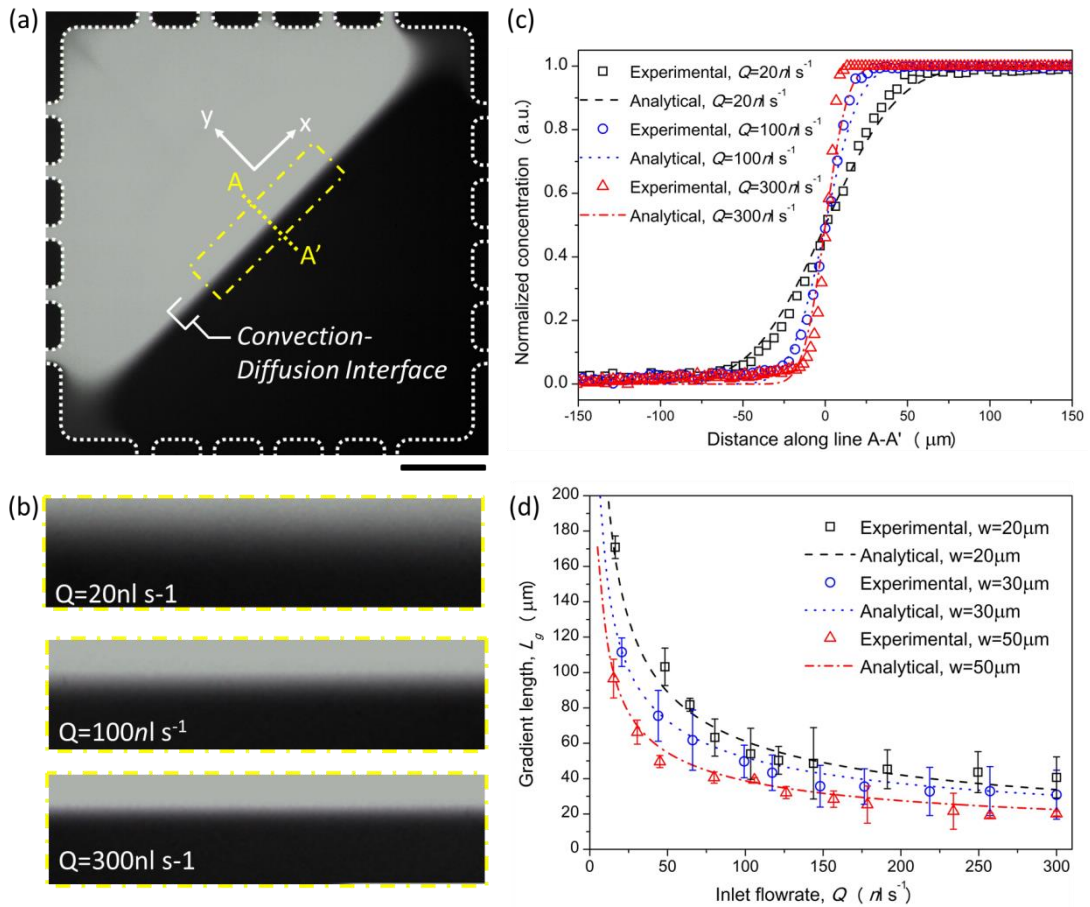 (a)
y
x
A
A'
Convection-
Diffusion Interface
(b)
Q=20nl s-1
Q=100nl s⁻¹
Q=300nl s-1
(c)
Normalized concentration ( a.u. )
1.0
0.8
0.6
0.4
0.2
0.0
Experimental, Q=20nl s⁻¹
Analytical, Q=20nl s⁻¹
Experimental, Q=100nl s⁻¹
Analytical, Q=100nl s⁻¹
Experimental, Q=300nl s⁻¹
Analytical, Q=300nl s⁻¹
-150 -100 -50 0 50 100 150
Distance along line A-A' ( μm)
(d)
Gradient length, Lg (μm)
200
180
160
140
120
100
80
60
40
20
0
Experimental, w=20μm
Analytical, w=20μm
Experimental, w=30μm
Analytical, w=30μm
Experimental, w=50μm
Analytical, w=50μm
0 50 100 150 200 250 300
Inlet flowrate, Q ( nl s⁻¹)